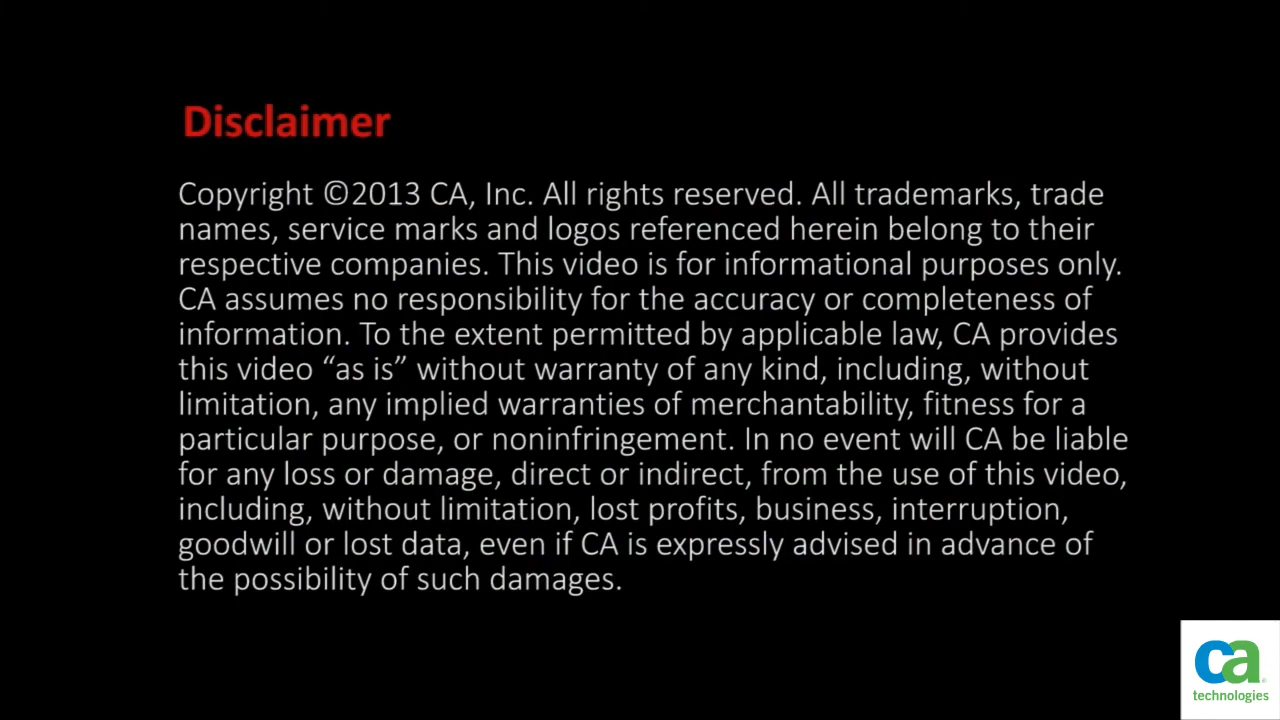 Disclaimer
Copyright ©2013 CA, Inc. All rights reserved. All trademarks, trade
names, service marks and logos referenced herein belong to their
respective companies. This video is for informational purposes only.
CA assumes no responsibility for the accuracy or completeness of
information. To the extent permitted by applicable law, CA provides
this video “as is” without warranty of any kind, including, without
limitation, any implied warranties of merchantability, fitness for a
particular purpose, or noninfringement. In no event will CA be liable
for any loss or damage, direct or indirect, from the use of this video,
including, without limitation, lost profits, business, interruption,
goodwill or lost data, even if CA is expressly advised in advance of
the possibility of such damages.
ca
technologies